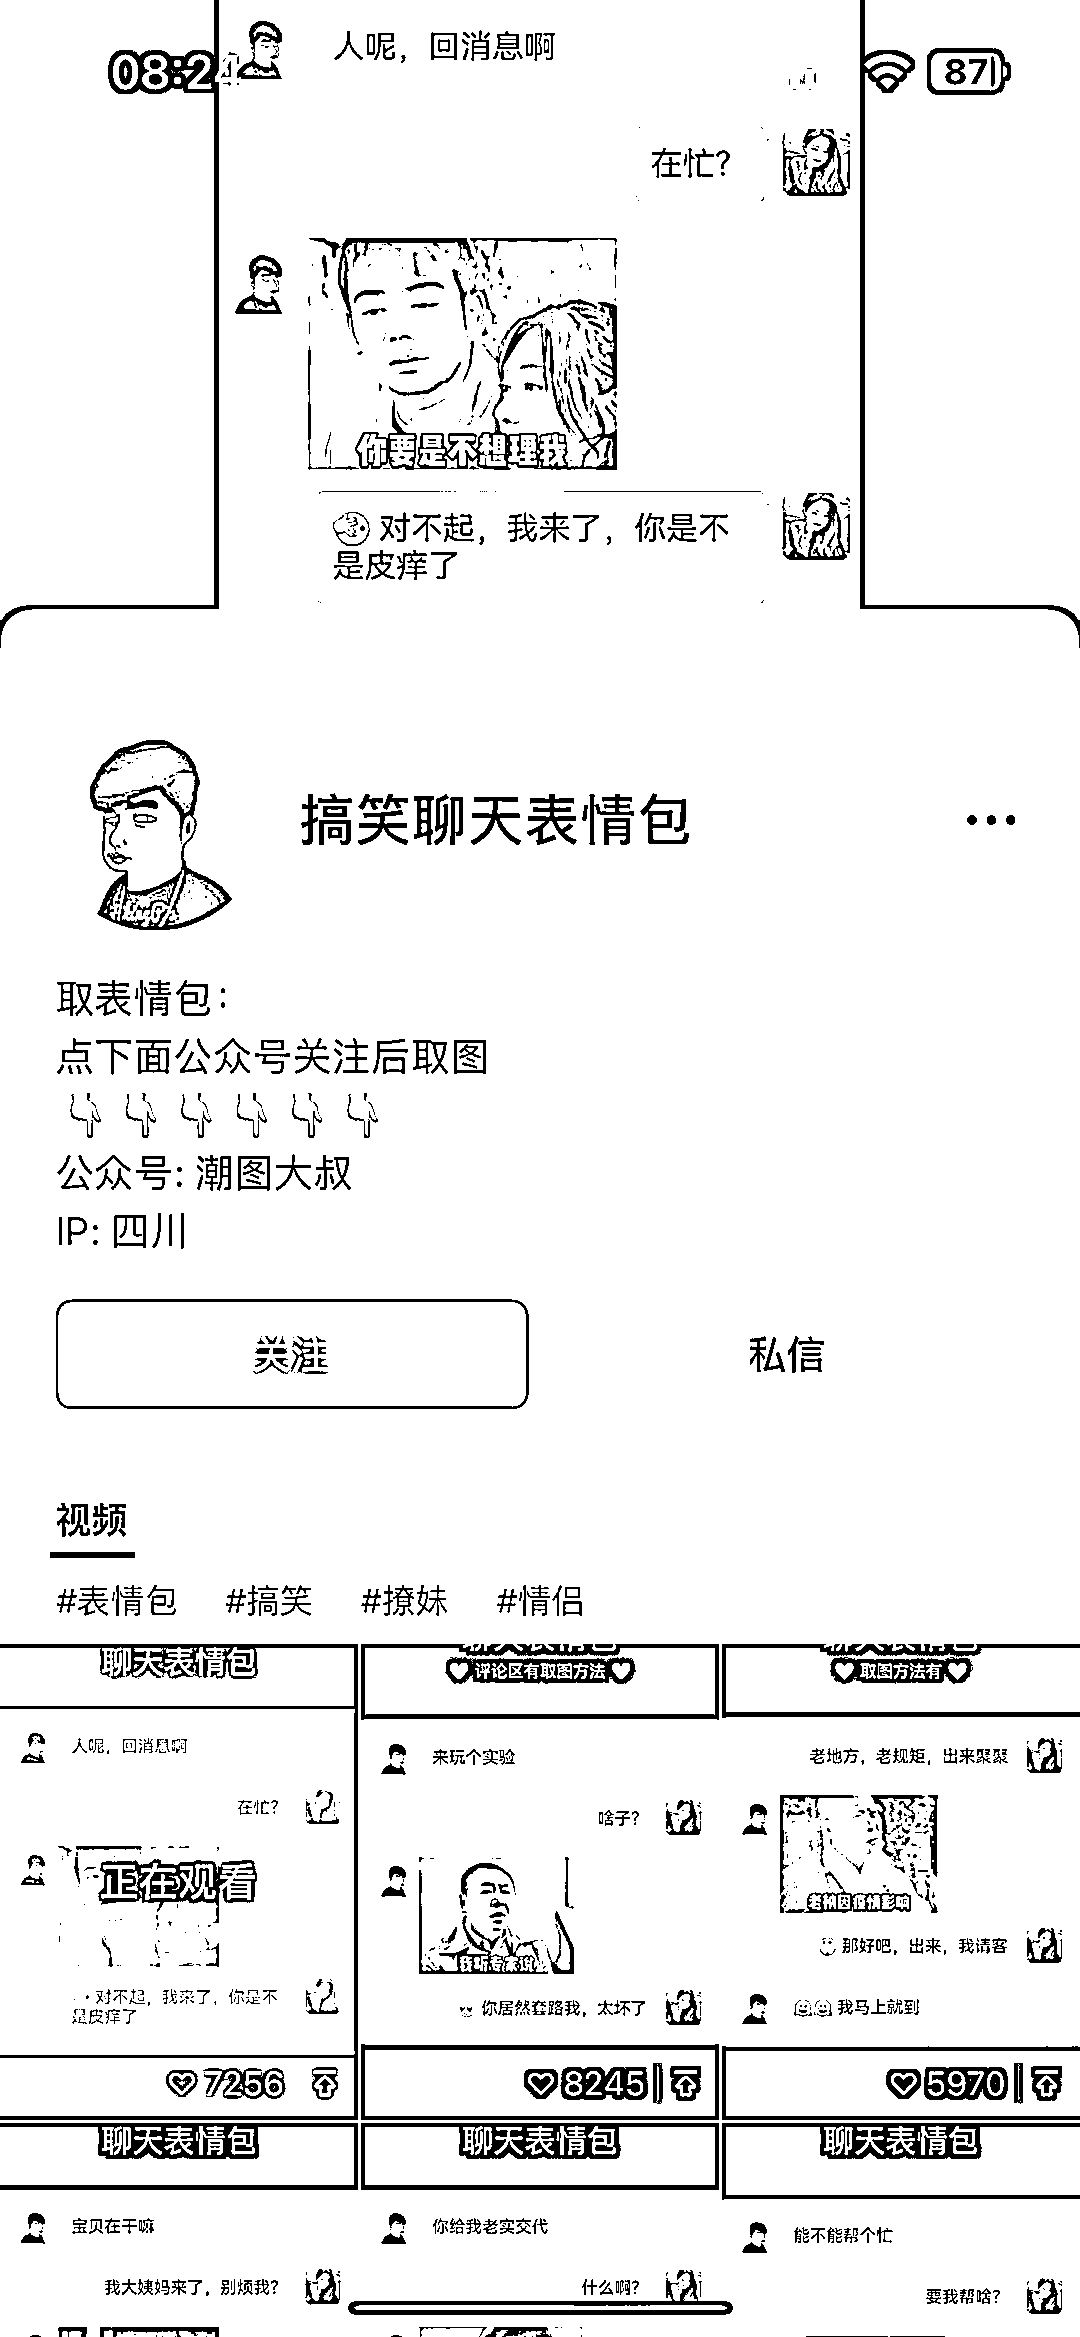 人呢，回消息啊
08:24
87
在忙？
你要是不想理我
对不起，我来了，你是不
是皮痒了
搞笑聊天表情包
取表情包：
点下面公众号关注后取图
👇👇👇👇👇👇
公众号: 潮图大叔
IP: 四川
关注
私信
视频
#表情包 #搞笑 #撩妹 #情侣
聊天表情包
人呢，回消息啊
在忙？
正在观看
对不起，我来了，你是不
是皮痒了
7256
聊天表情包
评论区有取图方法
来玩个实验
啥子？
我听专家说
你居然套路我，太坏了
8245
聊天表情包
取图方法有
老地方，老规矩，出来聚聚
那好吧，出来，我请客
我马上就到
5970
聊天表情包
宝贝在干嘛
我大姨妈来了，别烦我？
聊天表情包
你给我老实交代
什么啊？
聊天表情包
能不能帮个忙
要我帮啥？